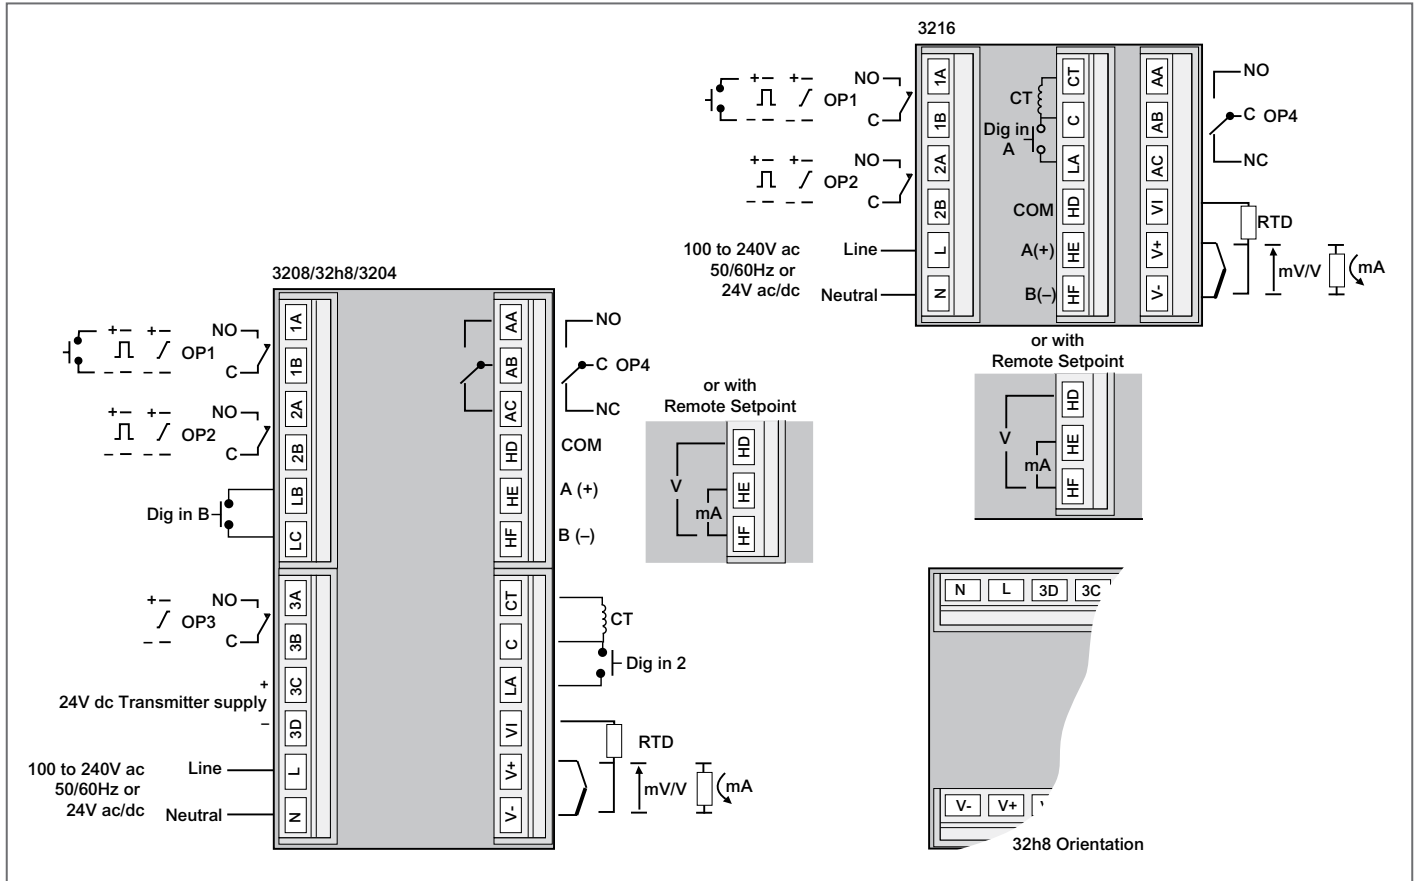 3216
NO
OP1
C
NO
OP2
C
100 to 240V ac
50/60Hz or
24V ac/dc
Line
Neutral
1A
1B
2A
2B
L
N
CT
Dig in
A
COM
A(+)
B(–)
CT
C
LA
HD
HE
HF
AA
AB
AC
VI
V+
V-
NO
C OP4
NC
RTD
mV/V
mA
or with
Remote Setpoint
V
mA
HD
HE
HF
3208/32h8/3204
NO
OP1
C
NO
OP2
C
Dig in B
NO
OP3
C
+
24V dc Transmitter supply
–
100 to 240V ac
50/60Hz or
24V ac/dc
Line
Neutral
1A
1B
2A
2B
LB
LC
3A
3B
3C
3D
L
N
AA
AB
AC
HD
HE
HF
CT
C
LA
VI
V+
V-
NO
C OP4
NC
COM
A (+)
B (–)
CT
Dig in 2
RTD
mV/V
mA
or with
Remote Setpoint
V
mA
HD
HE
HF
N L 3D 3C
V- V+
32h8 Orientation